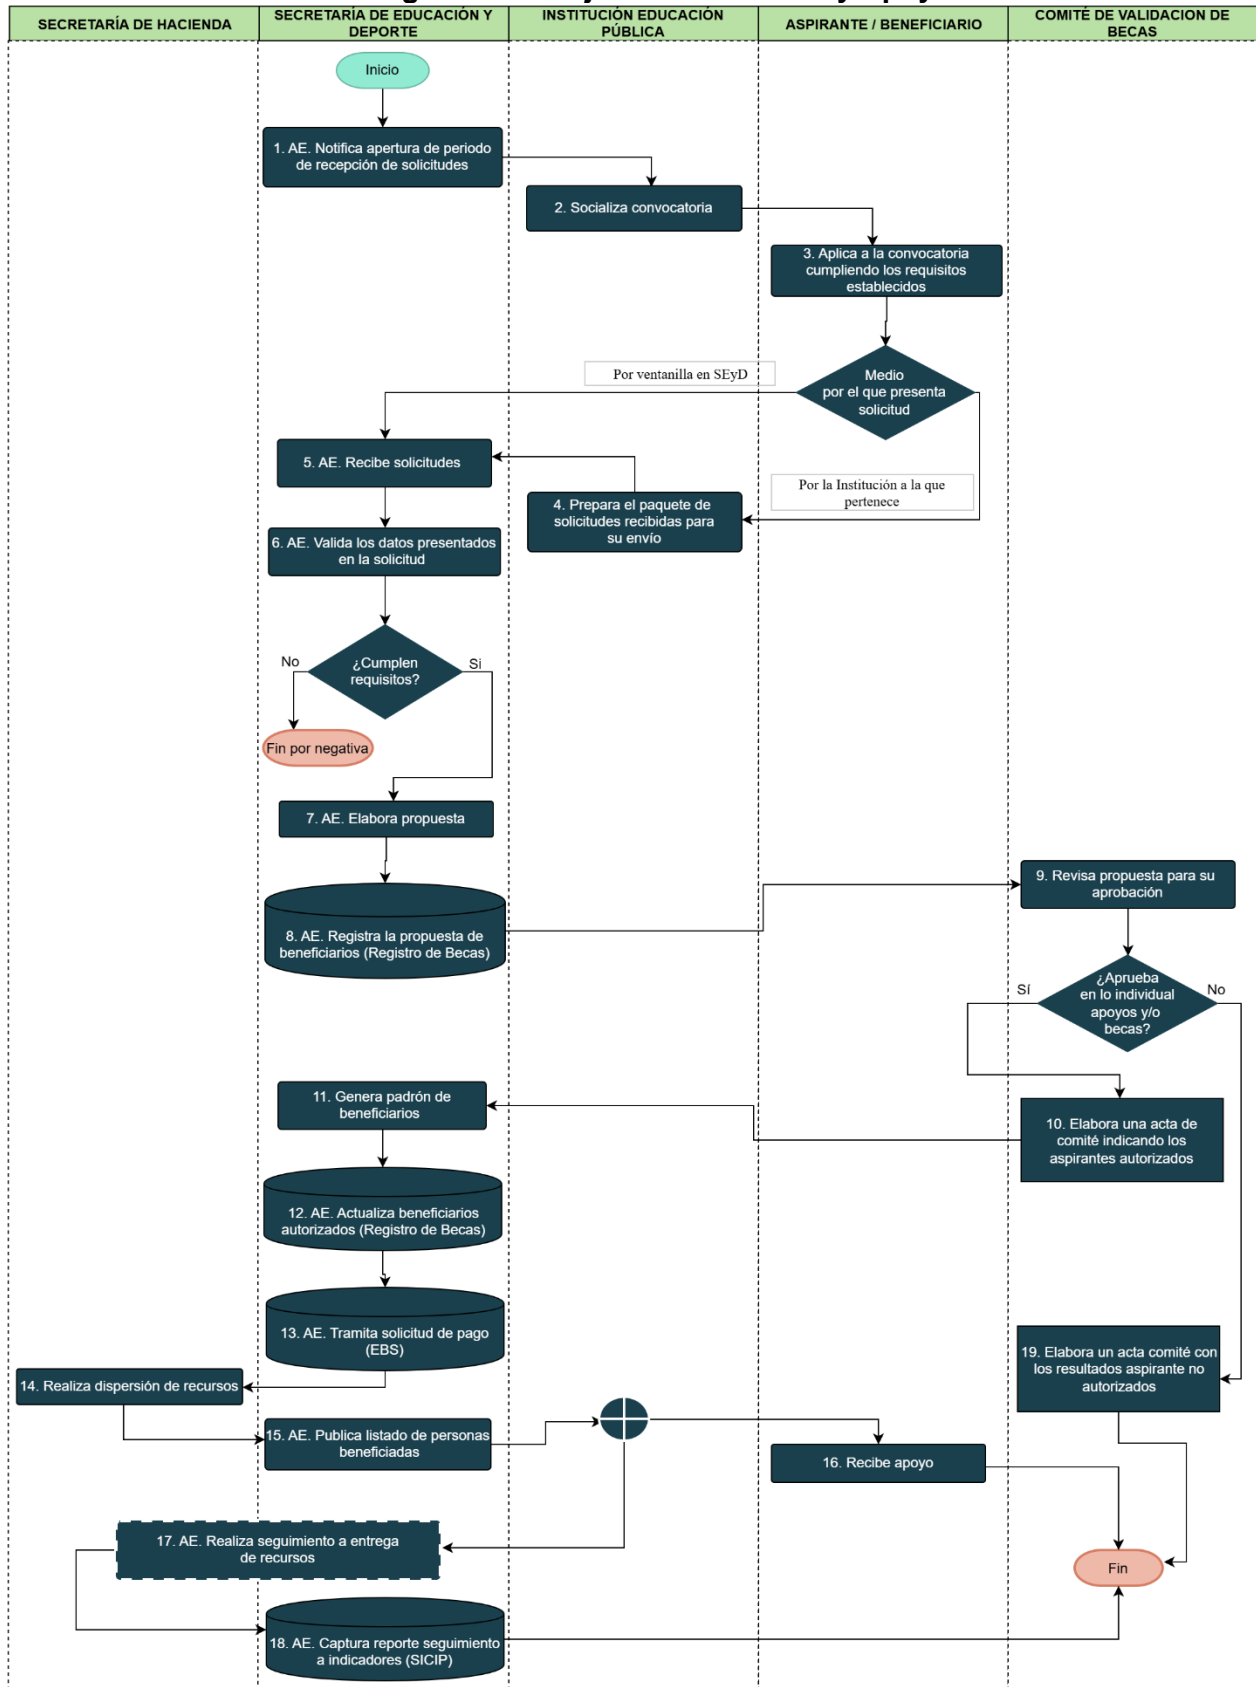 SECRETARÍA DE HACIENDA
SECRETARÍA DE EDUCACIÓN Y
DEPORTE
INSTITUCIÓN EDUCACIÓN
PÚBLICA
ASPIRANTE / BENEFICIARIO
COMITÉ DE VALIDACION DE
BECAS
Inicio
1. AE. Notifica apertura de periodo
de recepción de solicitudes
2. Socializa convocatoria
3. Aplica a la convocatoria
cumpliendo los requisitos
establecidos
Medio
por el que presenta
solicitud
Por ventanilla en SEyD
Por la Institución a la que
pertenece
4. Prepara el paquete de
solicitudes recibidas para
su envío
5. AE. Recibe solicitudes
6. AE. Valida los datos presentados
en la solicitud
¿Cumplen
requisitos?
No
Si
Fin por negativa
7. AE. Elabora propuesta
8. AE. Registra la propuesta de
beneficiarios (Registro de Becas)
9. Revisa propuesta para su
aprobación
¿Aprueba
en lo individual
apoyos y/o
becas?
Sí
No
10. Elabora una acta de
comité indicando los
aspirantes autorizados
11. Genera padrón de
beneficiarios
12. AE. Actualiza beneficiarios
autorizados (Registro de Becas)
13. AE. Tramita solicitud de pago
(EBS)
14. Realiza dispersión de recursos
15. AE. Publica listado de personas
beneficiadas
16. Recibe apoyo
17. AE. Realiza seguimiento a entrega
de recursos
18. AE. Captura reporte seguimiento
a indicadores (SICIP)
19. Elabora un acta comité con
los resultados aspirante no
autorizados
Fin